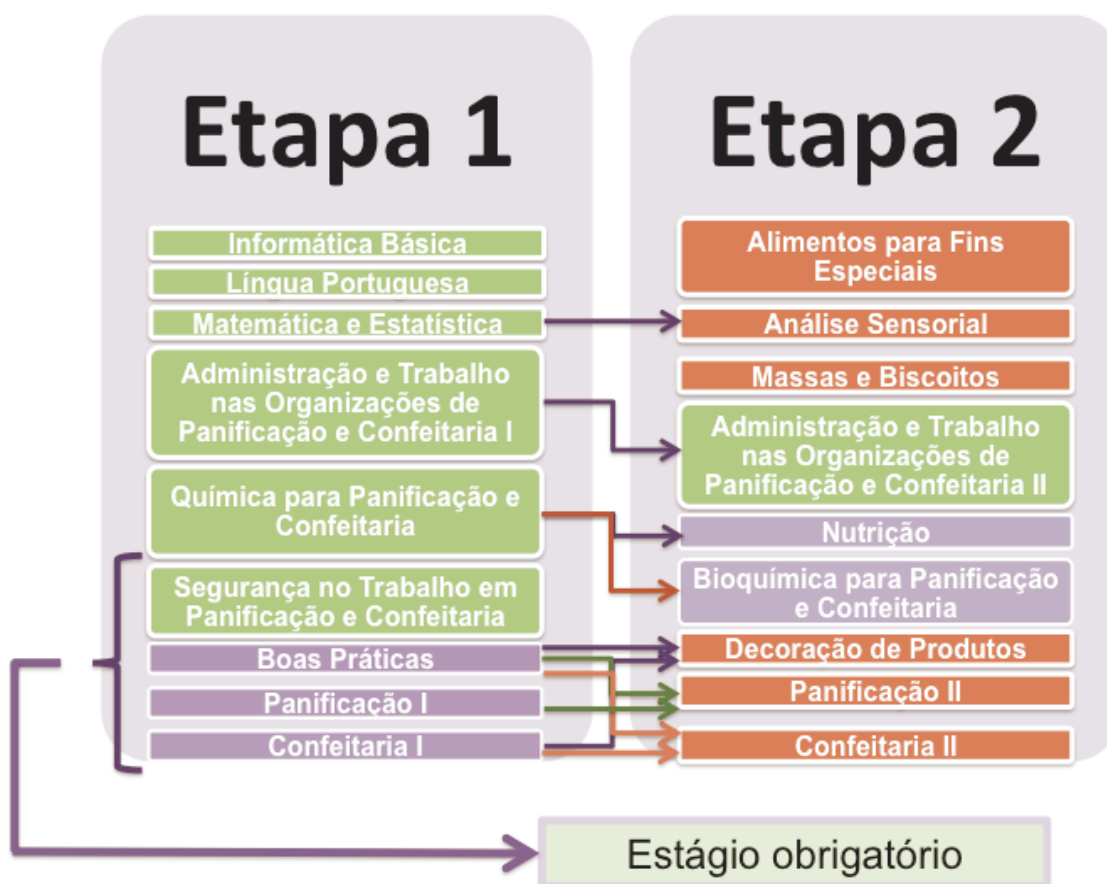 Etapa 1
Informática Básica
Língua Portuguesa
Matemática e Estatística
Administração e Trabalho
nas Organizações de
Panificação e Confeitaria I
Química para Panificação e
Confeitaria
Segurança no Trabalho em
Panificação e Confeitaria
Boas Práticas
Panificação I
Confeitaria I
Etapa 2
Alimentos para Fins
Especiais
Análise Sensorial
Massas e Biscoitos
Administração e Trabalho
nas Organizações de
Panificação e Confeitaria II
Nutrição
Bioquímica para Panificação
e Confeitaria
Decoração de Produtos
Panificação II
Confeitaria II
Estágio obrigatório